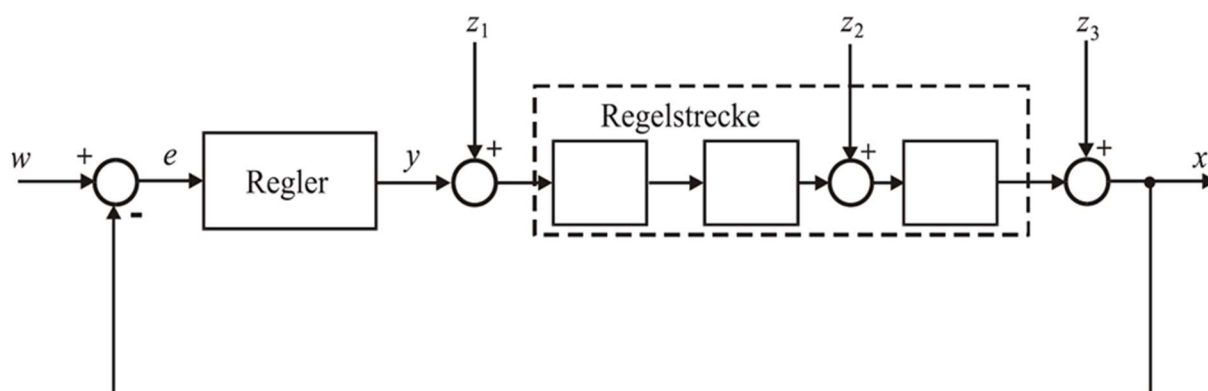 z1
z2
z3
Regelstrecke
w
+
e
Regler
y
+
+
+
x
-